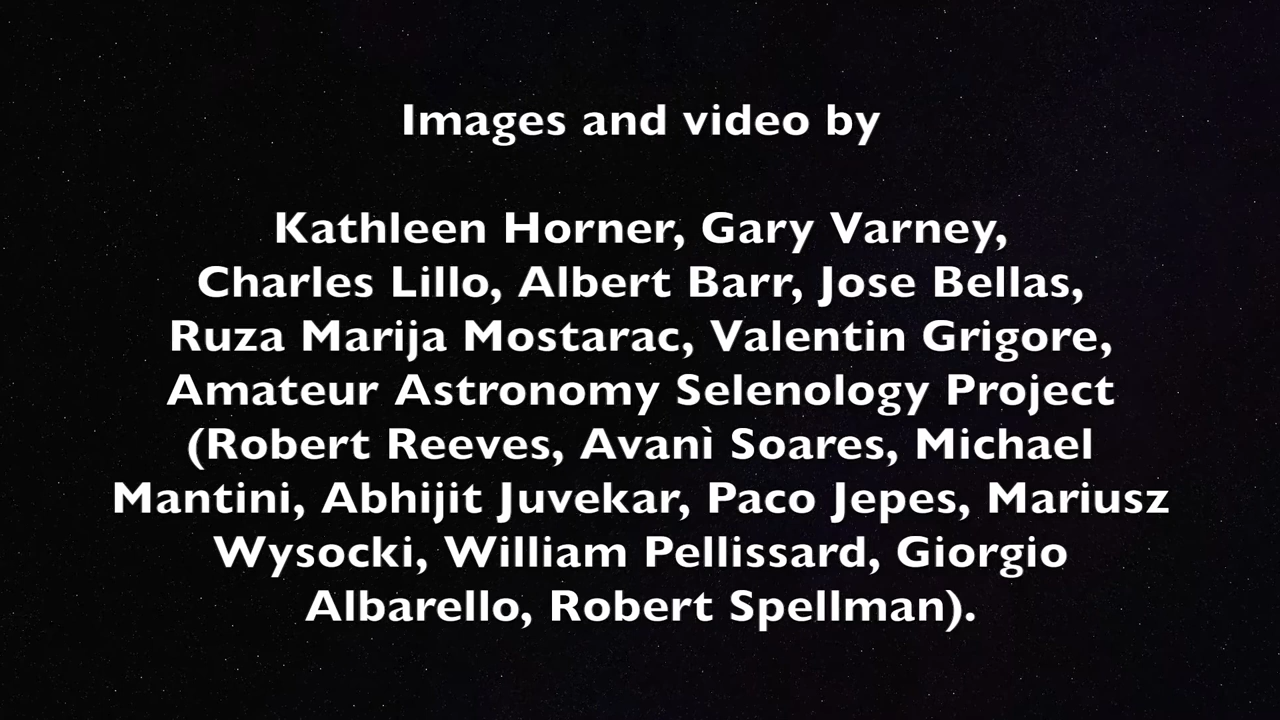 Images and video by
Kathleen Horner, Gary Varney,
Charles Lillo, Albert Barr, Jose Bellas,
Ruza Marija Mostarac, Valentin Grigore,
Amateur Astronomy Selenology Project
(Robert Reeves, Avanì Soares, Michael
Mantini, Abhijit Juvekar, Paco Jepes, Mariusz
Wysocki, William Pellissard, Giorgio
Albarello, Robert Spellman).